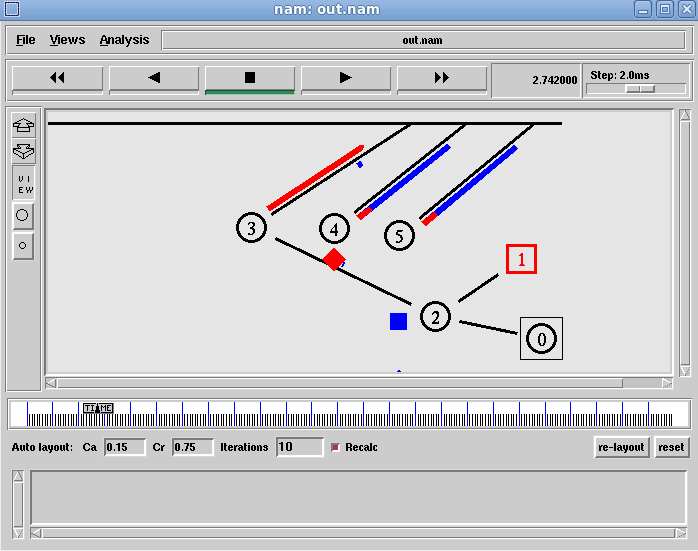 nam: out.nam
File Views Analysis out.nam
2.742000 Step: 2.0ms
VIEW
3 4 5
1
2
0
TIME
Auto layout: Ca 0.15 Cr 0.75 Iterations 10 Recalc re-layout reset